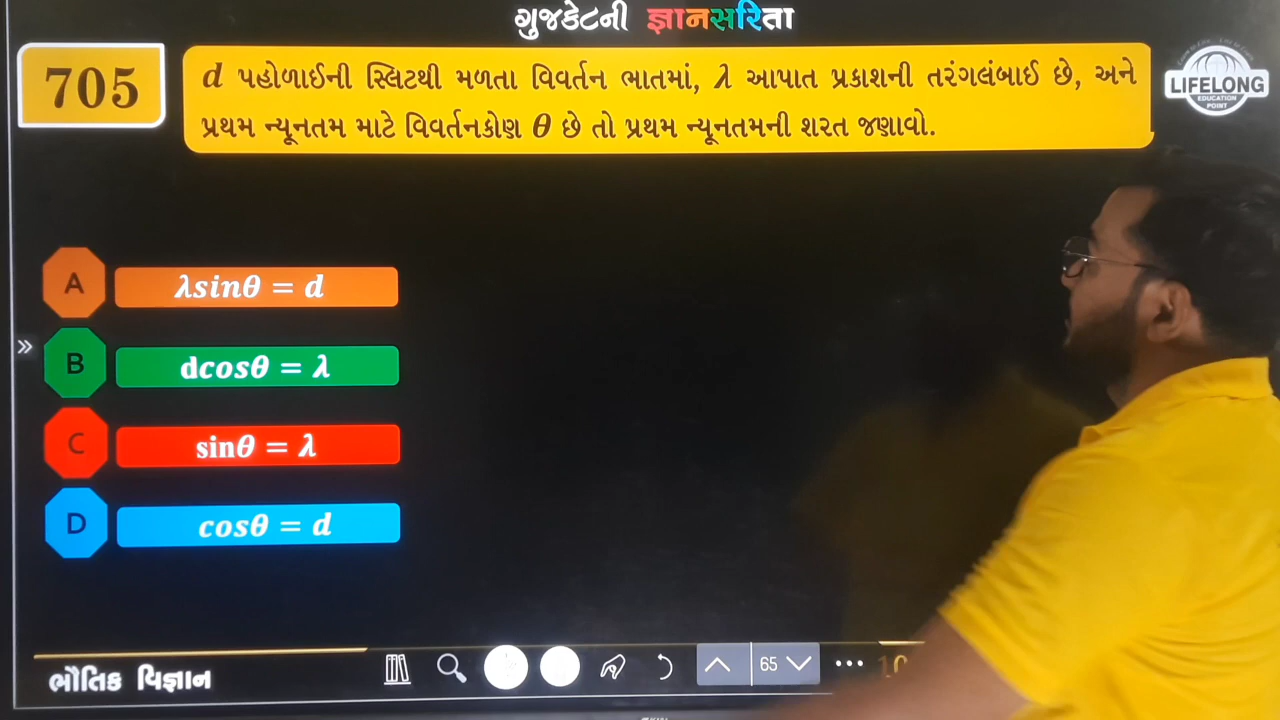 ગુજકેટની જ્ઞાનસરિતા
705
d પહોળાઈની સ્લિટથી મળતા વિવર્તન ભાતમાં, λ આપાત પ્રકાશની તરંગલંબાઈ છે, અને
પ્રથમ ન્યૂનતમ માટે વિવર્તનકોણ θ છે તો પ્રથમ ન્યૂનતમની શરત જણાવો.
LIFELONG
EDUCATION
POINT
A λsinθ = d
B dcosθ = λ
C sinθ = λ
D cosθ = d
ભૌતિક વિજ્ઞાન
65
10